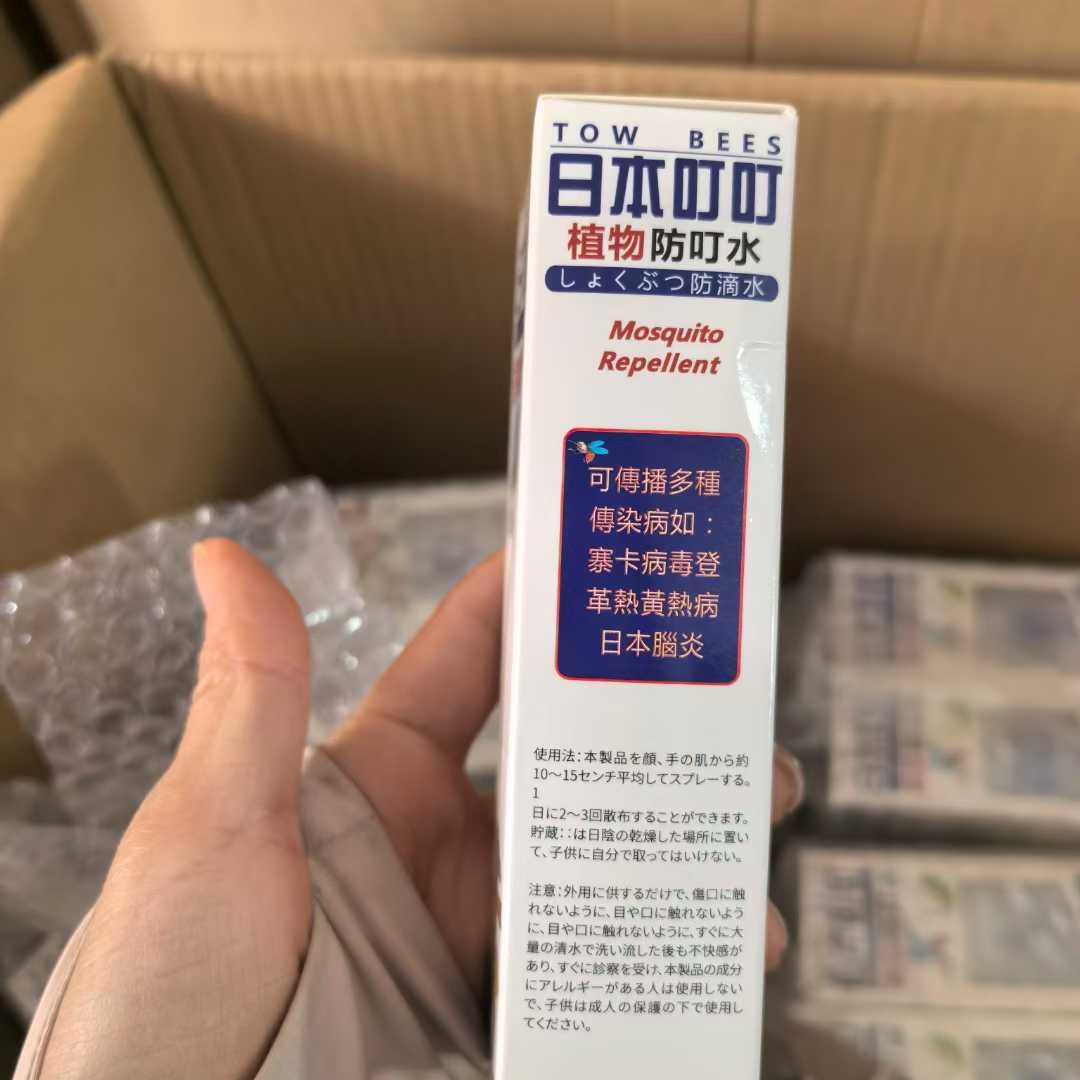 TOW BEES
日本叮叮
植物防叮水
しょくぶつ防滴水
Mosquito
Repellent
可傳播多種
傳染病如：
寨卡病毒登
革熱黃熱病
日本腦炎
使用法：本製品を顔、手の肌から約
10～15センチ平均してスプレーする。
1
日に2～3回散布することができます。
貯蔵：：は日陰の乾燥した場所に置い
て、子供に自分で取ってはいけない。
注意：外用に供するだけで、傷口に触
れないように、目や口に触れないよう
に、目や口に触れないように、すぐに大
量の清水で洗い流した後も不快感が
あり、すぐに診察を受け、本製品の成分
にアレルギーがある人は使用しない
で、子供は成人の保護の下で使用し
てください。